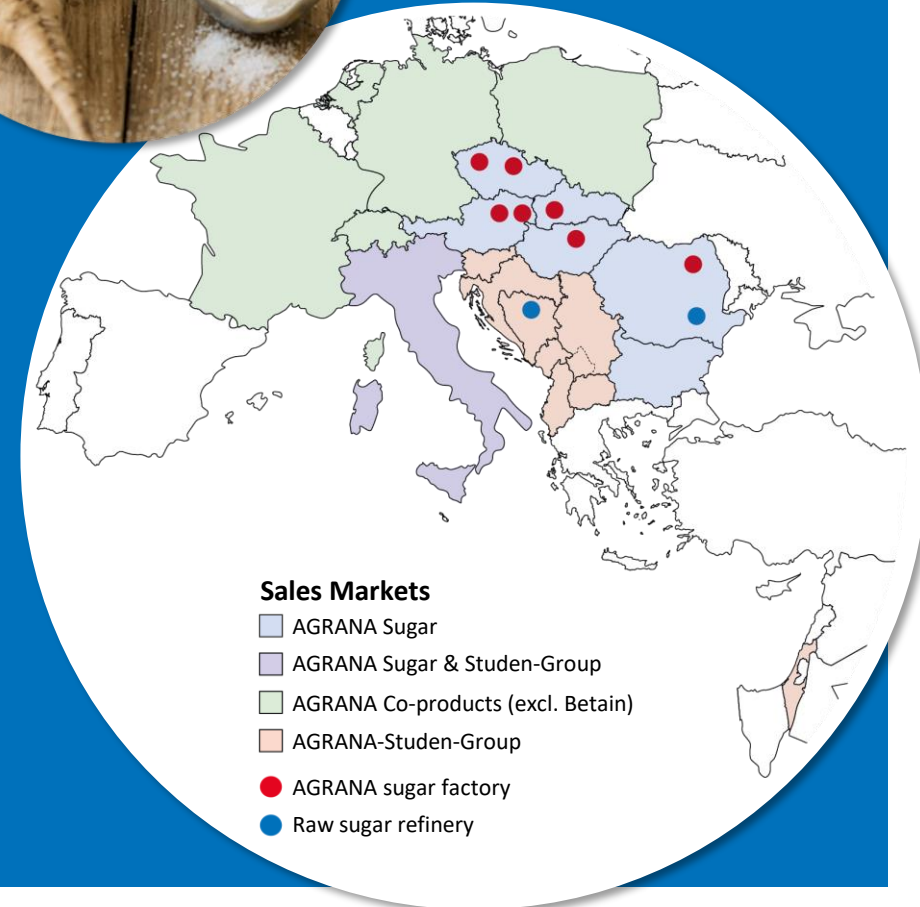 Sales Markets
AGRANA Sugar
AGRANA Sugar & Studen-Group
AGRANA Co-products (excl. Betain)
AGRANA-Studen-Group
AGRANA sugar factory
Raw sugar refinery